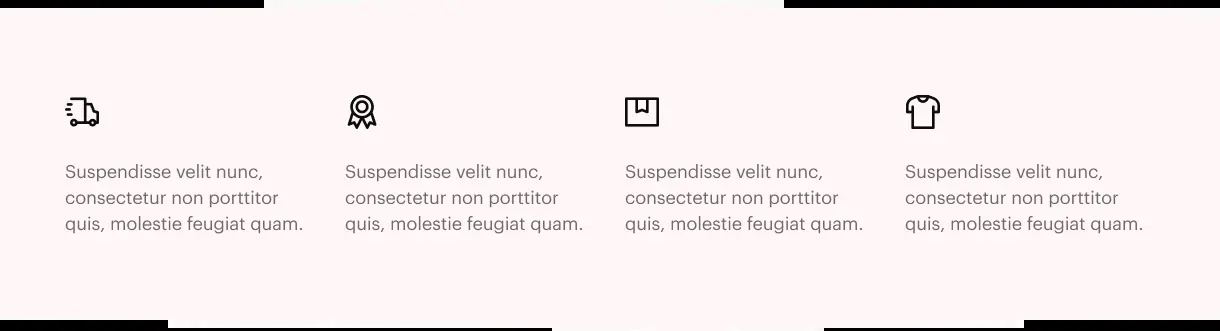 Suspendisse velit nunc,
consectetur non porttitor
quis, molestie feugiat quam.
Suspendisse velit nunc,
consectetur non porttitor
quis, molestie feugiat quam.
Suspendisse velit nunc,
consectetur non porttitor
quis, molestie feugiat quam.
Suspendisse velit nunc,
consectetur non porttitor
quis, molestie feugiat quam.